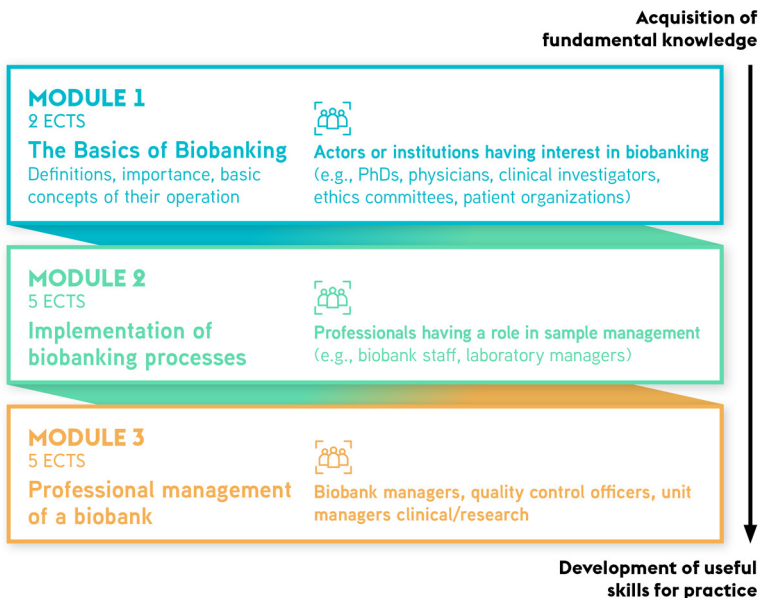 Acquisition of
fundamental knowledge
MODULE 1
2 ECTS
The Basics of Biobanking
Definitions, importance, basic
concepts of their operation
Actors or institutions having interest in biobanking
(e.g., PhDs, physicians, clinical investigators,
ethics committees, patient organizations)
MODULE 2
5 ECTS
Implementation of
biobanking processes
Professionals having a role in sample management
(e.g., biobank staff, laboratory managers)
MODULE 3
5 ECTS
Professional management
of a biobank
Biobank managers, quality control officers, unit
managers clinical/research
Development of useful
skills for practice